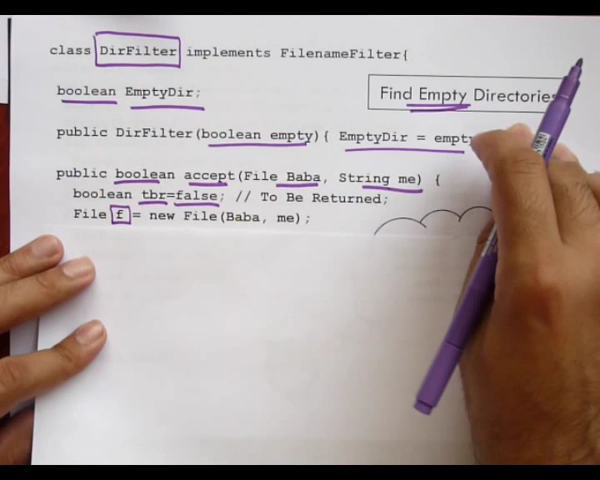 class DirFilter implements FilenameFilter{
Find Empty Directories
boolean EmptyDir;
public DirFilter(boolean empty){ EmptyDir = empty
public boolean accept(File Baba, String me) {
boolean tbr=false; // To Be Returned;
File f = new File(Baba, me);